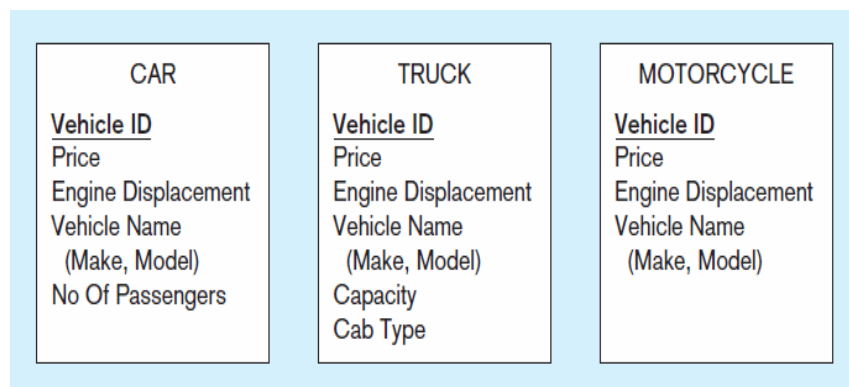 CAR
Vehicle ID
Price
Engine Displacement
Vehicle Name
(Make, Model)
No Of Passengers
TRUCK
Vehicle ID
Price
Engine Displacement
Vehicle Name
(Make, Model)
Capacity
Cab Type
MOTORCYCLE
Vehicle ID
Price
Engine Displacement
Vehicle Name
(Make, Model)